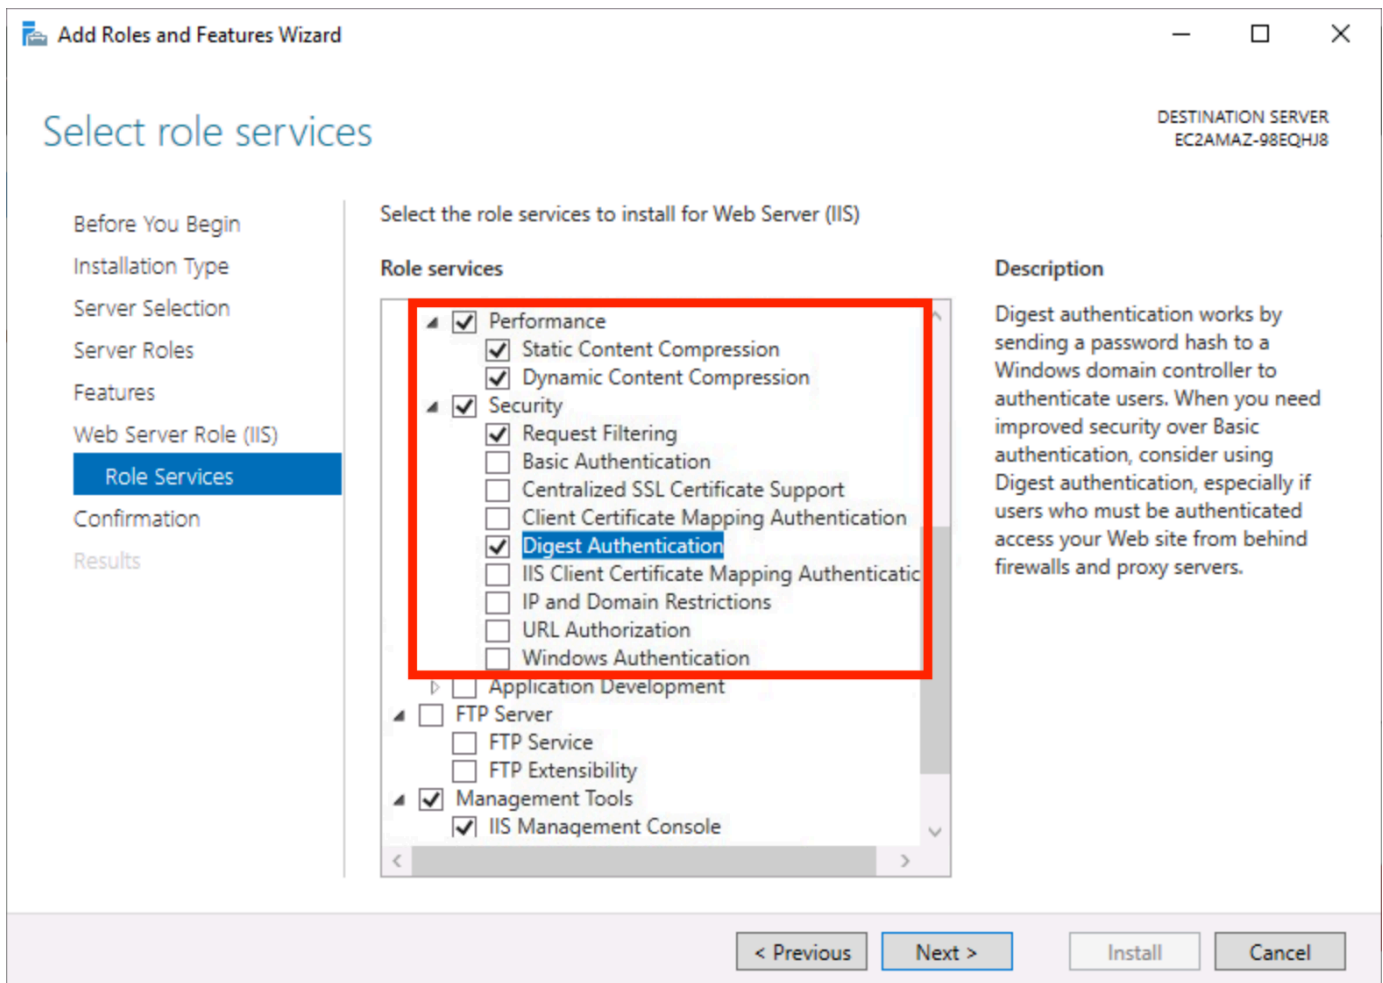 Add Roles and Features Wizard
Select role services
DESTINATION SERVER
EC2AMAZ-98EQHJ8
Before You Begin
Installation Type
Server Selection
Server Roles
Features
Web Server Role (IIS)
Role Services
Confirmation
Results
Select the role services to install for Web Server (IIS)
Role services
Performance
Static Content Compression
Dynamic Content Compression
Security
Request Filtering
Basic Authentication
Centralized SSL Certificate Support
Client Certificate Mapping Authentication
Digest Authentication
IIS Client Certificate Mapping Authenticatic
IP and Domain Restrictions
URL Authorization
Windows Authentication
Application Development
FTP Server
FTP Service
FTP Extensibility
Management Tools
IIS Management Console
Description
Digest authentication works by
sending a password hash to a
Windows domain controller to
authenticate users. When you need
improved security over Basic
authentication, consider using
Digest authentication, especially if
users who must be authenticated
access your Web site from behind
firewalls and proxy servers.
< Previous
Next >
Install
Cancel